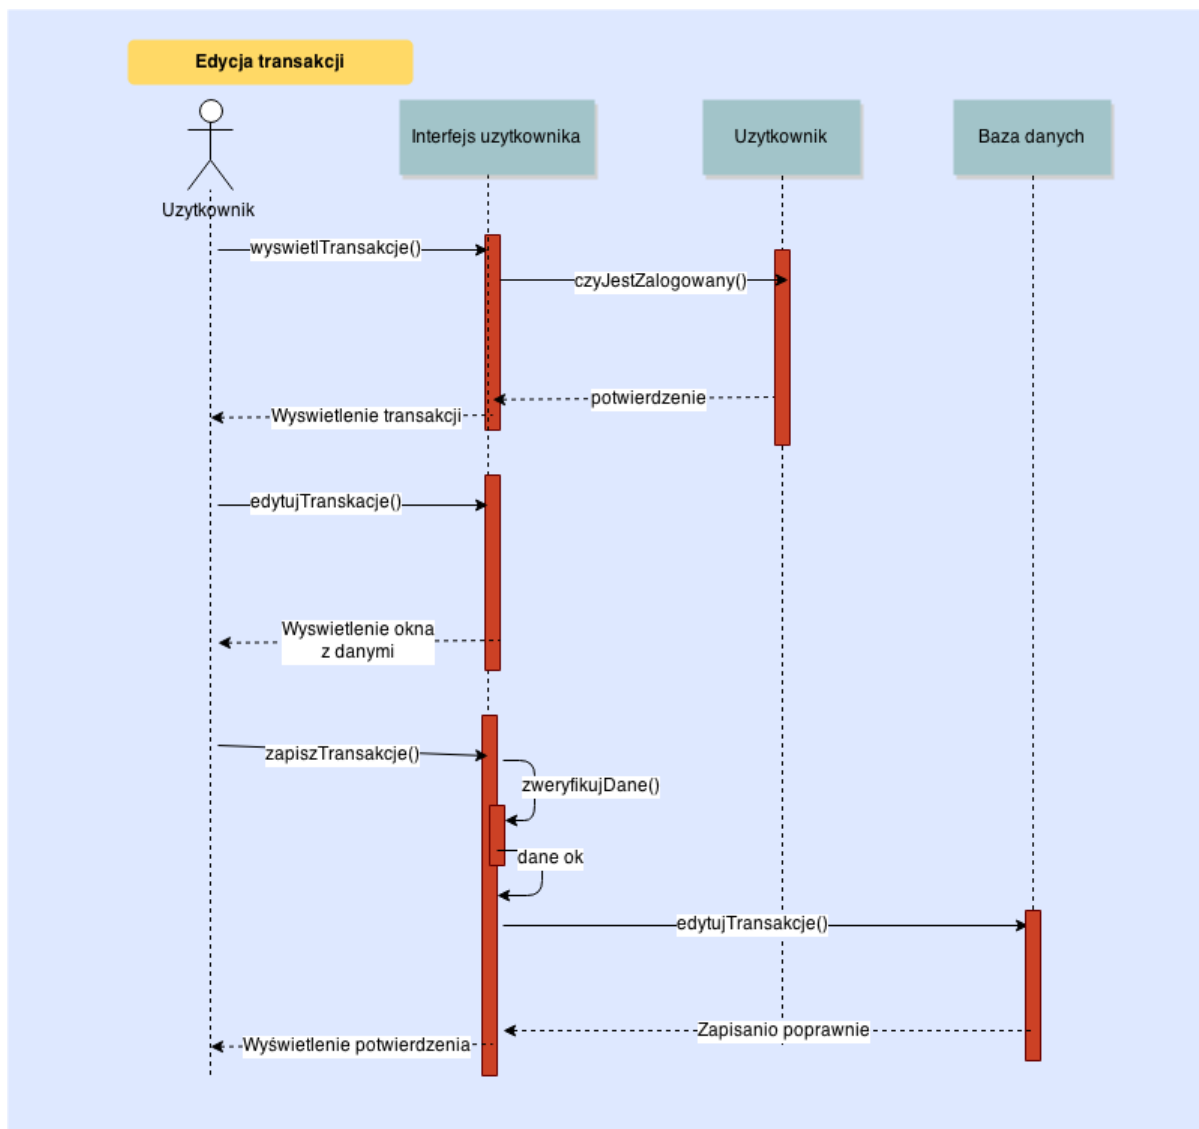 Edycja transakcji
Interfejs uzytkownika
Uzytkownik
Baza danych
Uzytkownik
wyswietlTransakcje()
czyJestZalogowany()
potwierdzenie
Wyswietlenie transakcji
edytujTranskacje()
Wyswietlenie okna
z danymi
zapiszTransakcje()
zweryfikujDane()
dane ok
edytujTransakcje()
Zapisanio poprawnie
Wyświetlenie potwierdzenia